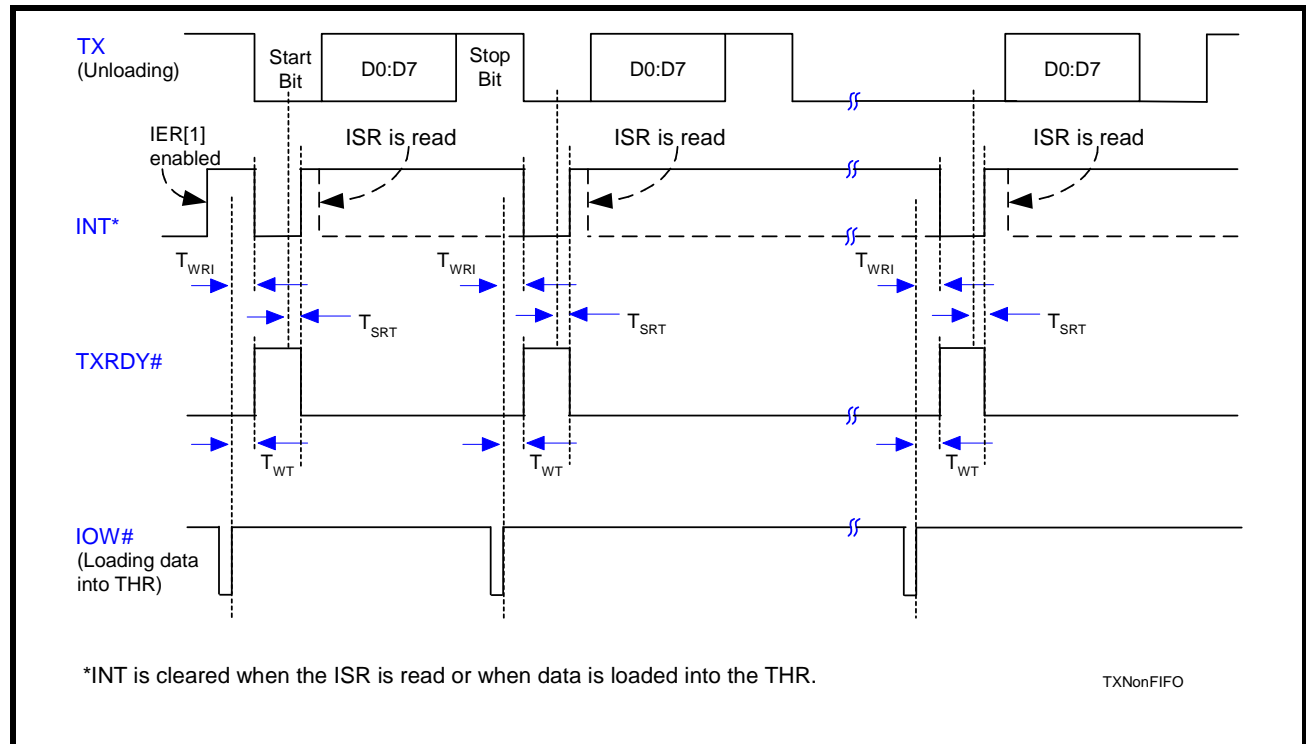 TX
(Unloading)
Start
Bit
D0:D7
Stop
Bit
D0:D7
D0:D7
IER[1]
enabled
ISR is read
ISR is read
ISR is read
INT*
TWRI
TWRI
TWRI
TSRT
TSRT
TSRT
TXRDY#
TWT
TWT
TWT
IOW#
(Loading data
into THR)
*INT is cleared when the ISR is read or when data is loaded into the THR.
TXNonFIFO